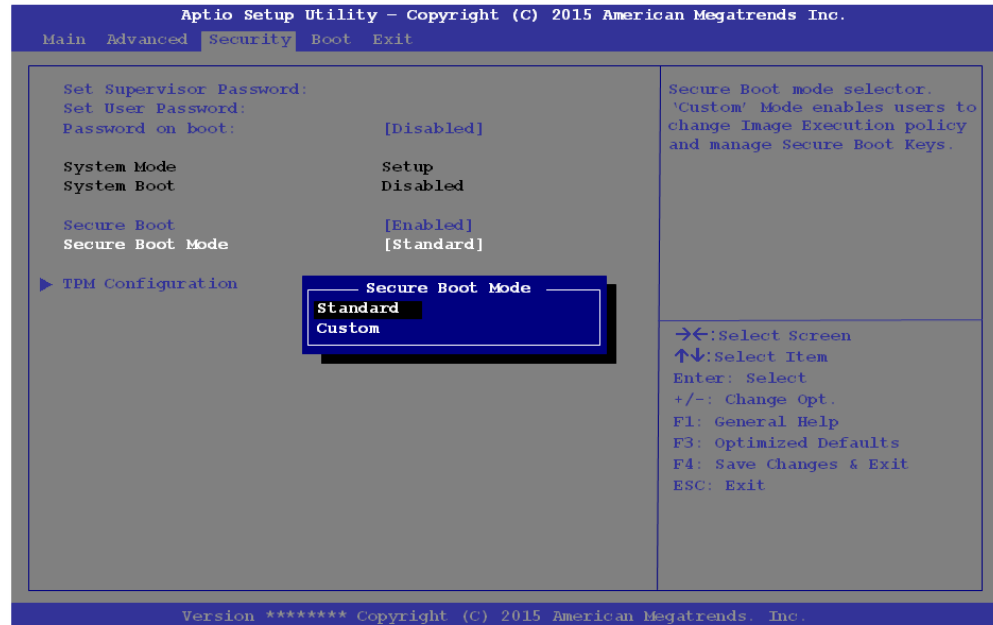 Aptio Setup Utility – Copyright (C) 2015 American Megatrends Inc.
Main Advanced Security Boot Exit
Set Supervisor Password:
Set User Password:
Password on boot: [Disabled]
System Mode Setup
System Boot Disabled
Secure Boot [Enabled]
Secure Boot Mode [Standard]
▶ TPM Configuration
Secure Boot Mode
Standard
Custom
Secure Boot mode selector.
'Custom' Mode enables users to
change Image Execution policy
and manage Secure Boot Keys.
→←:Select Screen
↑↓:Select Item
Enter: Select
+/-: Change Opt.
F1: General Help
F3: Optimized Defaults
F4: Save Changes & Exit
ESC: Exit
Version ******** Copyright (C) 2015 American Megatrends. Inc.